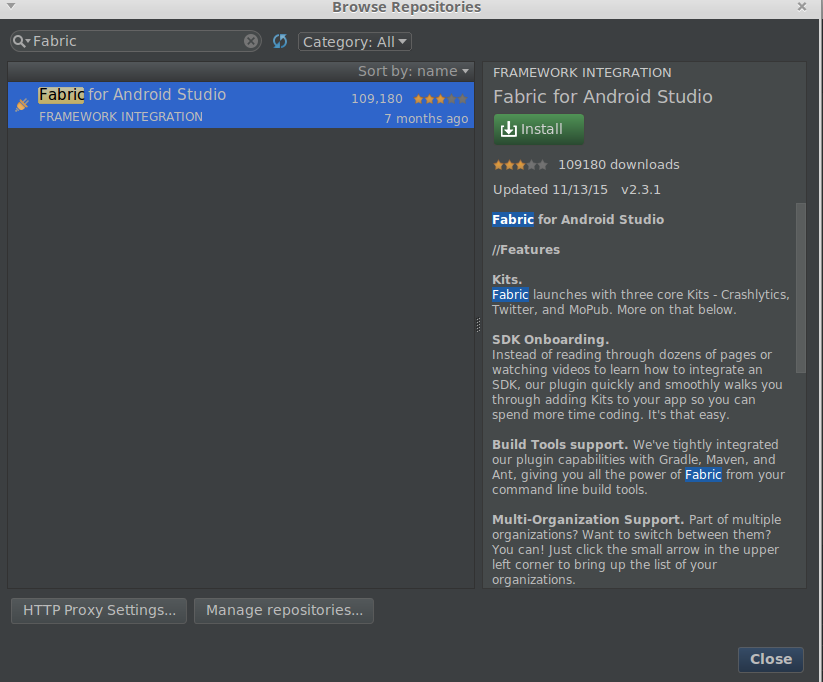 Browse Repositories
Fabric
Category: All
Sort by: name
Fabric for Android Studio
109,180
FRAMEWORK INTEGRATION
7 months ago
FRAMEWORK INTEGRATION
Fabric for Android Studio
Install
109180 downloads
Updated 11/13/15 v2.3.1
Fabric for Android Studio
//Features
Kits.
Fabric launches with three core Kits - Crashlytics,
Twitter, and MoPub. More on that below.
SDK Onboarding.
Instead of reading through dozens of pages or
watching videos to learn how to integrate an
SDK, our plugin quickly and smoothly walks you
through adding Kits to your app so you can
spend more time coding. It's that easy.
Build Tools support. We've tightly integrated
our plugin capabilities with Gradle, Maven, and
Ant, giving you all the power of Fabric from your
command line build tools.
Multi-Organization Support. Part of multiple
organizations? Want to switch between them?
You can! Just click the small arrow in the upper
left corner to bring up the list of your
organizations.
HTTP Proxy Settings...
Manage repositories...
Close